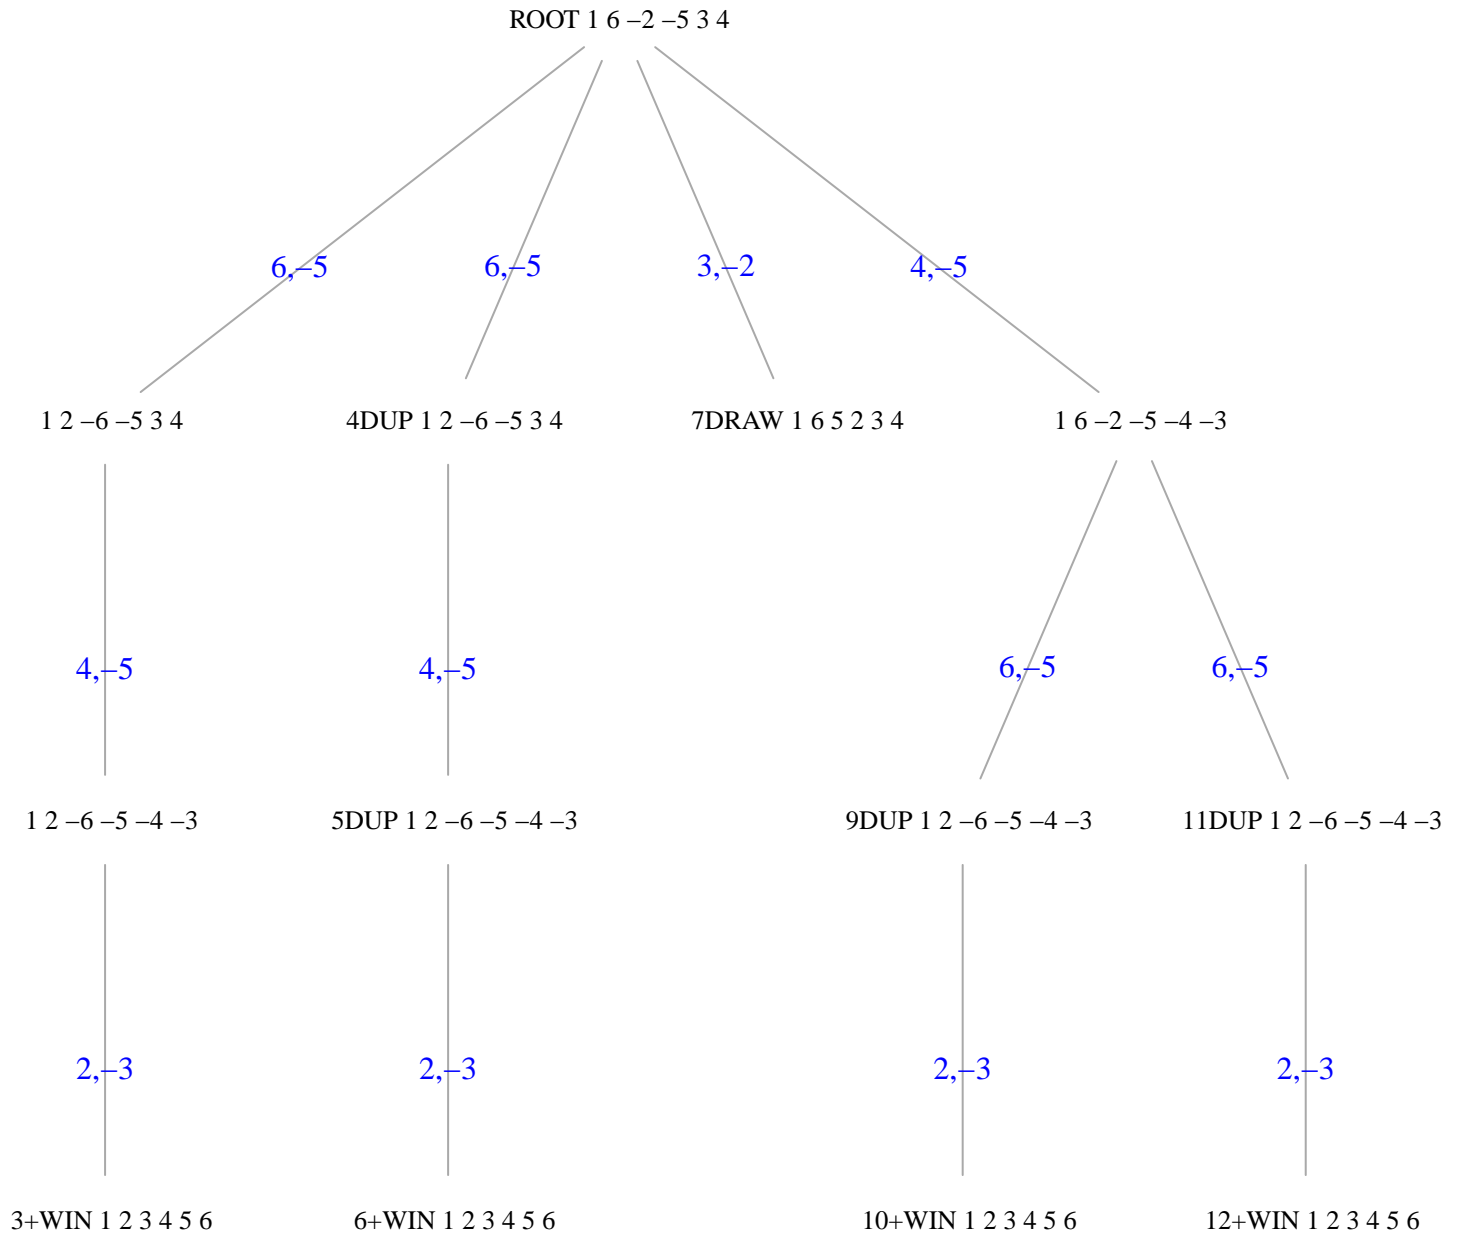 ROOT 1 6 –2 –5 3 4
6,–5
6,–5
3,–2
4,–5
1 2 –6 –5 3 4
4DUP 1 2 –6 –5 3 4
7DRAW 1 6 5 2 3 4
1 6 –2 –5 –4 –3
4,–5
4,–5
6,–5
6,–5
1 2 –6 –5 –4 –3
5DUP 1 2 –6 –5 –4 –3
9DUP 1 2 –6 –5 –4 –3
11DUP 1 2 –6 –5 –4 –3
2,–3
2,–3
2,–3
2,–3
3+WIN 1 2 3 4 5 6
6+WIN 1 2 3 4 5 6
10+WIN 1 2 3 4 5 6
12+WIN 1 2 3 4 5 6